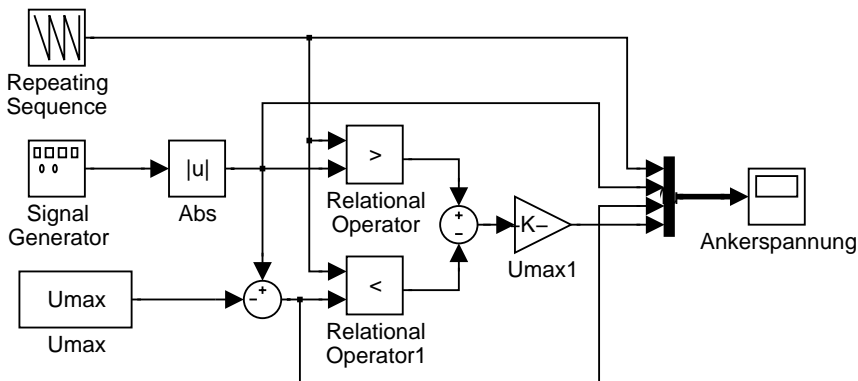 Repeating
Sequence
Signal
Generator
|u|
Abs
>
Relational
Operator
+
−
-K-
Umax1
Ankerspannung
Umax
Umax
−
+
<
Relational
Operator1